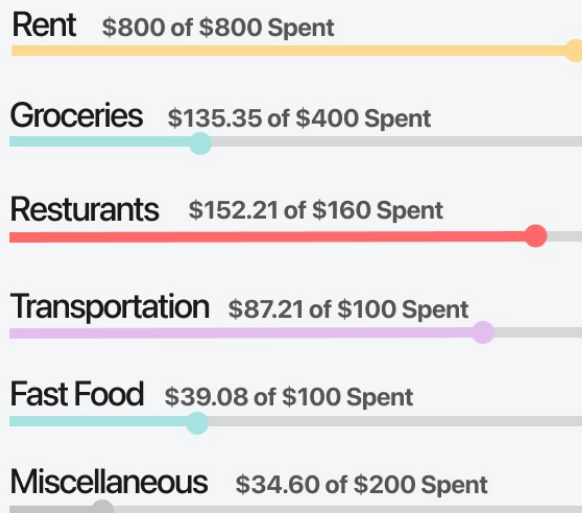 Rent $800 of $800 Spent
Groceries $135.35 of $400 Spent
Resturants $152.21 of $160 Spent
Transportation $87.21 of $100 Spent
Fast Food $39.08 of $100 Spent
Miscellaneous $34.60 of $200 Spent